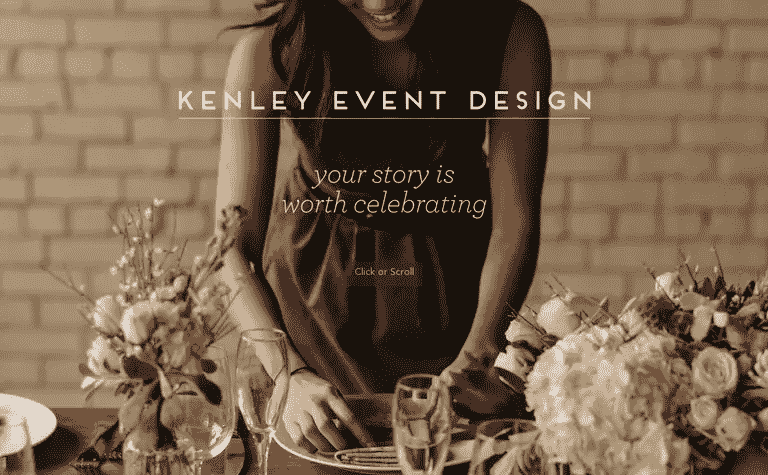 KENLEY EVENT DESIGN
your story is
worth celebrating
Click or Scroll